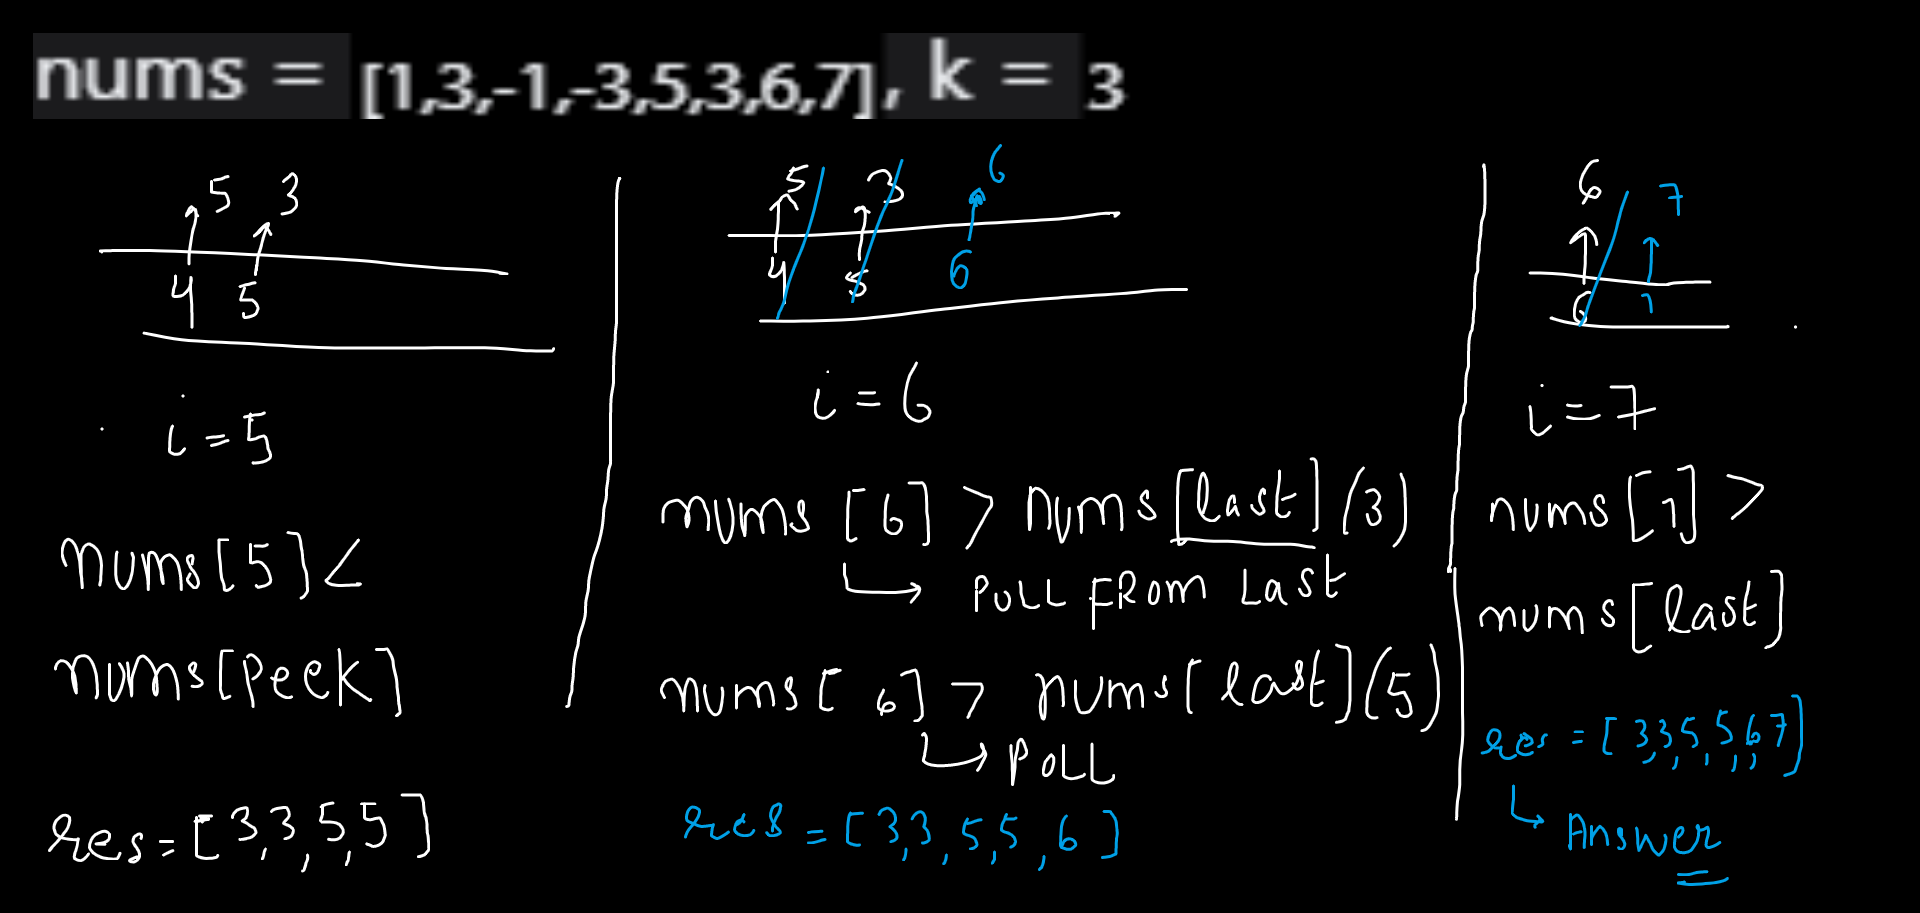 nums = [1,3,-1,-3,5,3,6,7], k = 3
5 3
4 5
i = 5
nums[5] <
nums[Peek]
res = [3,3,5,5]
5 3 6
4 5 6
i = 6
nums [6] > nums[last] (3)
POLL FROM Last
nums[6] > nums[last] (5)
POLL
res = [3,3,5,5,6]
6 7
6 7
i = 7
nums [7] >
nums[last]
res = [3,3,5,5,6,7]
Answer